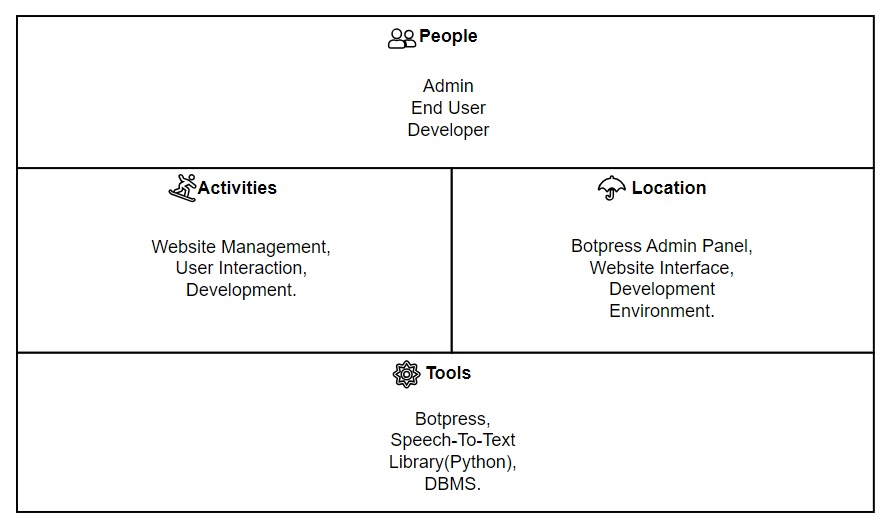 People
Admin
End User
Developer
Activities
Website Management,
User Interaction,
Development.
Location
Botpress Admin Panel,
Website Interface,
Development
Environment.
Tools
Botpress,
Speech-To-Text
Library(Python),
DBMS.